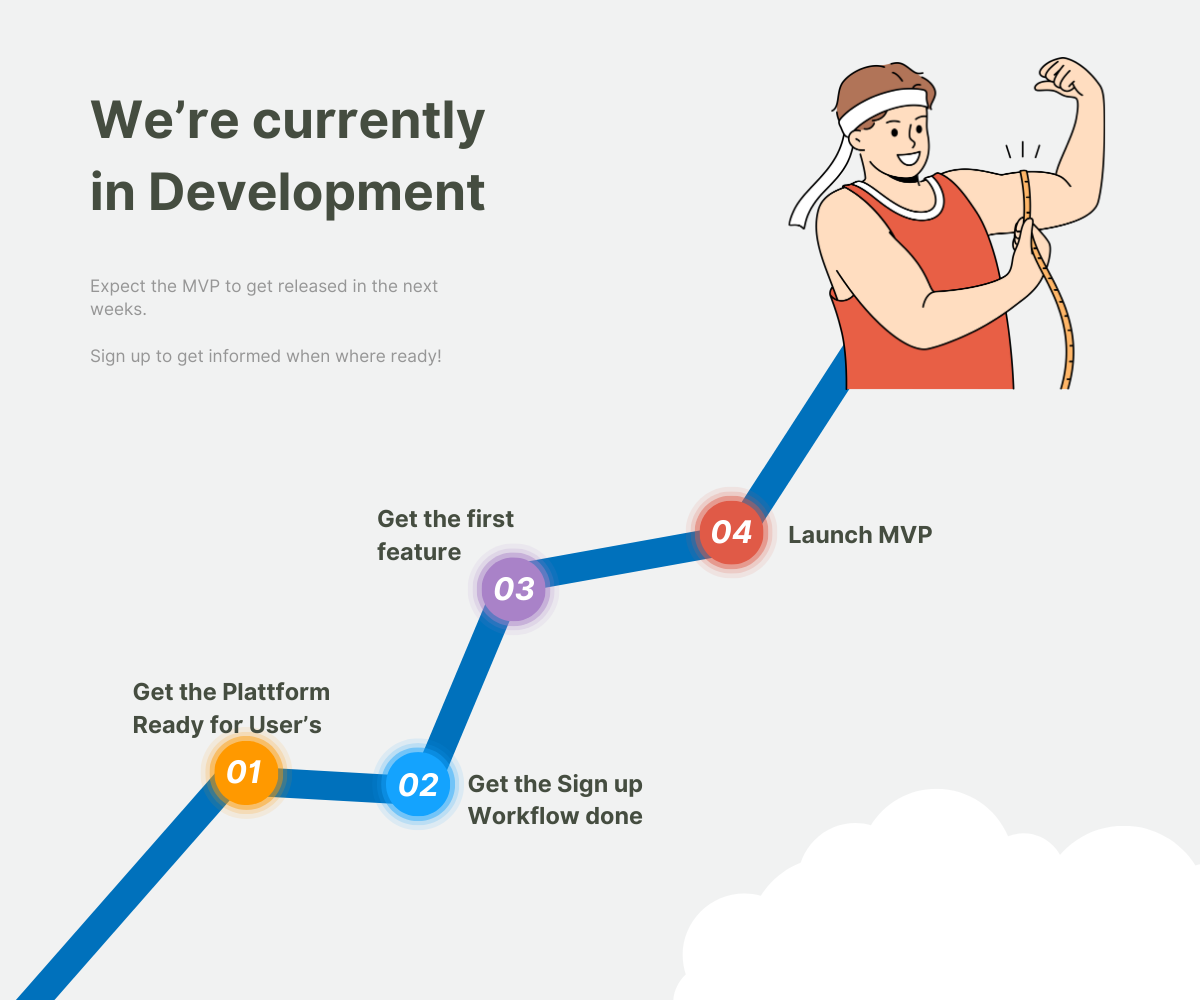 We’re currently
in Development
Expect the MVP to get released in the next
weeks.
Sign up to get informed when where ready!
Get the first
feature
04
Launch MVP
03
Get the Plattform
Ready for User’s
01
02
Get the Sign up
Workflow done